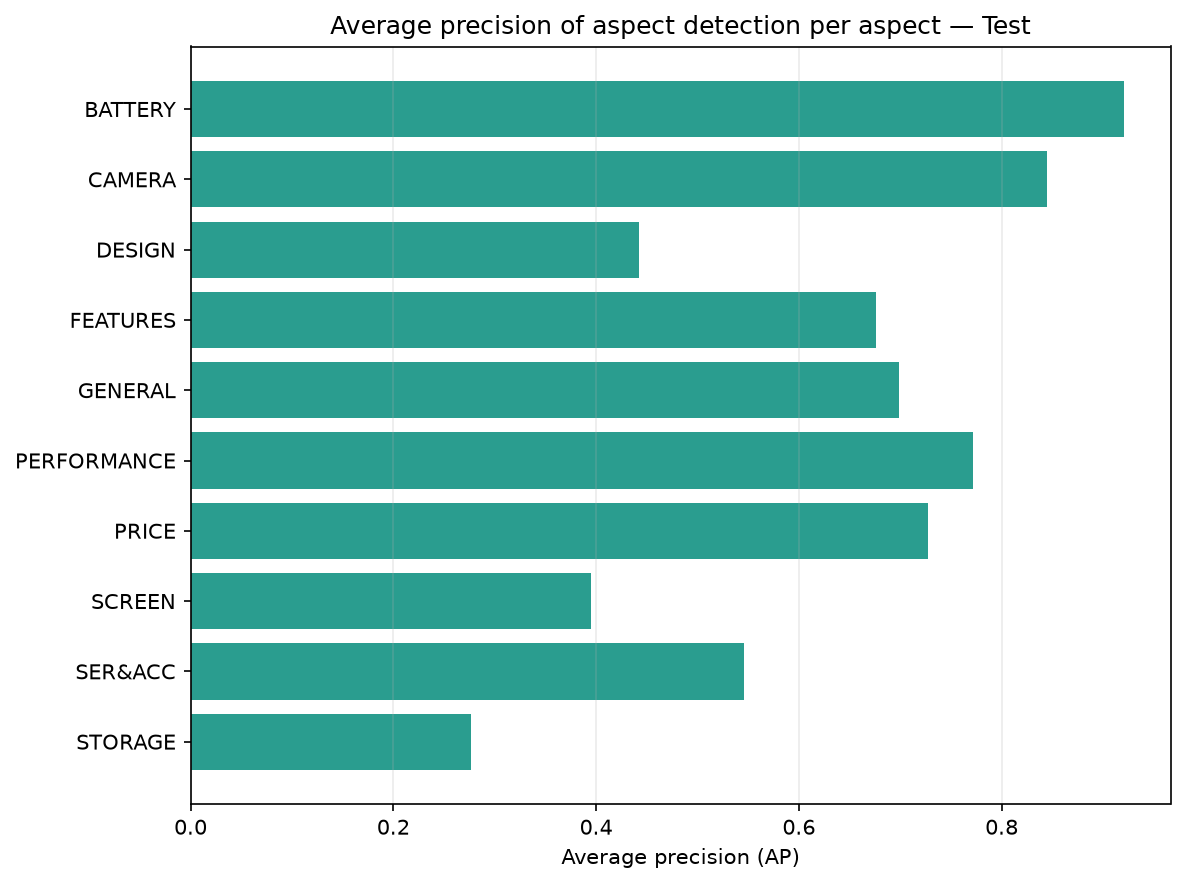 Average precision of aspect detection per aspect — Test
BATTERY
CAMERA
DESIGN
FEATURES
GENERAL
PERFORMANCE
PRICE
SCREEN
SER&ACC
STORAGE
0.0 0.2 0.4 0.6 0.8
Average precision (AP)